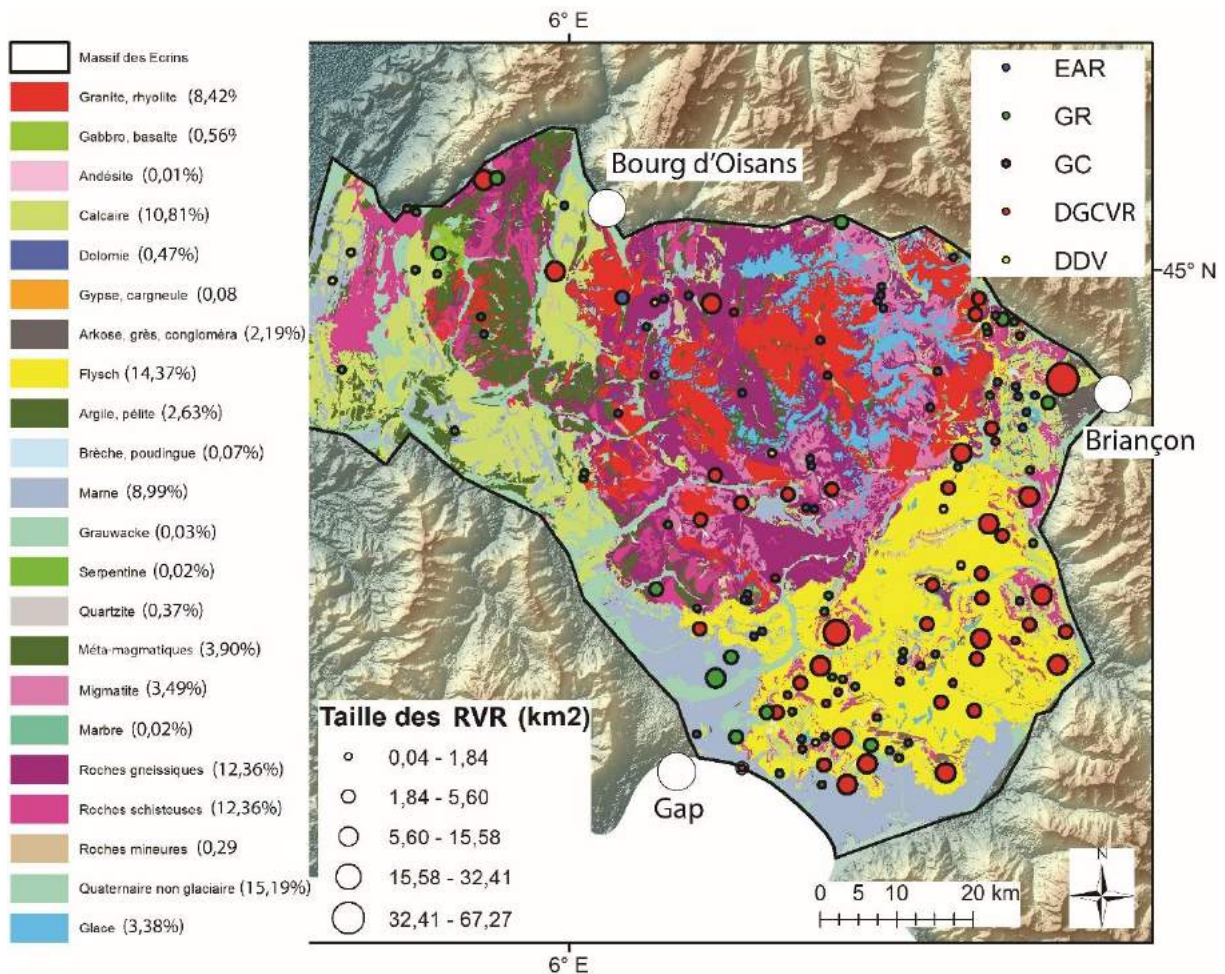 6° E
Massif des Ecrins
Granite, rhyolite (8,42%
Gabbro, basalte (0,56%
Andésite (0,01%)
Calcaire (10,81%)
Dolomie (0,47%)
Gypse, cargneule (0,08
Arkose, grès, congloméra (2,19%)
Flysch (14,37%)
Argile, pélite (2,63%)
Brèche, poudingue (0,07%)
Marne (8,99%)
Grauwacke (0,03%)
Serpentine (0,02%)
Quartzite (0,37%)
Méta-magmatiques (3,90%)
Migmatite (3,49%)
Marbre (0,02%)
Roches gneissiques (12,36%)
Roches schisteuses (12,36%)
Roches mineures (0,29
Quaternaire non glaciaire (15,19%)
Glace (3,38%)
EAR
GR
GC
DGCVR
DDV
Bourg d'Oisans
45° N
Briançon
Gap
Taille des RVR (km2)
0,04 - 1,84
1,84 - 5,60
5,60 - 15,58
15,58 - 32,41
32,41 - 67,27
0 5 10 20 km
N
6° E